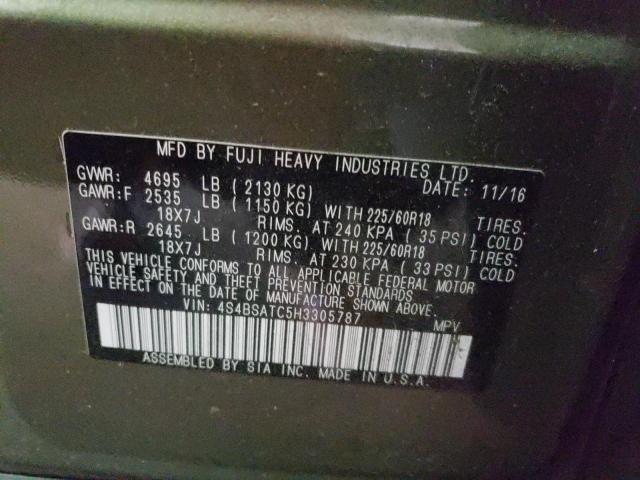 MFD BY FUJI HEAVY INDUSTRIES LTD.
GVWR: 4695 LB ( 2130 KG) DATE: 11/16
GAWR:F 2535 LB ( 1150 KG) WITH 225/60R18 TIRES.
18X7J RIMS. AT 240 KPA ( 35 PSI) COLD
GAWR:R 2645 LB ( 1200 KG) WITH 225/60R18 TIRES.
18X7J RIMS. AT 230 KPA ( 33 PSI) COLD
THIS VEHICLE CONFORMS TO ALL APPLICABLE FEDERAL MOTOR
VEHICLE SAFETY AND THEFT PREVENTION STANDARDS
IN EFFECT ON THE DATE OF MANUFACTURE SHOWN ABOVE.
VIN: 4S4BSATC5H3305787 MPV
ASSEMBLED BY SIA INC. MADE IN U.S.A.